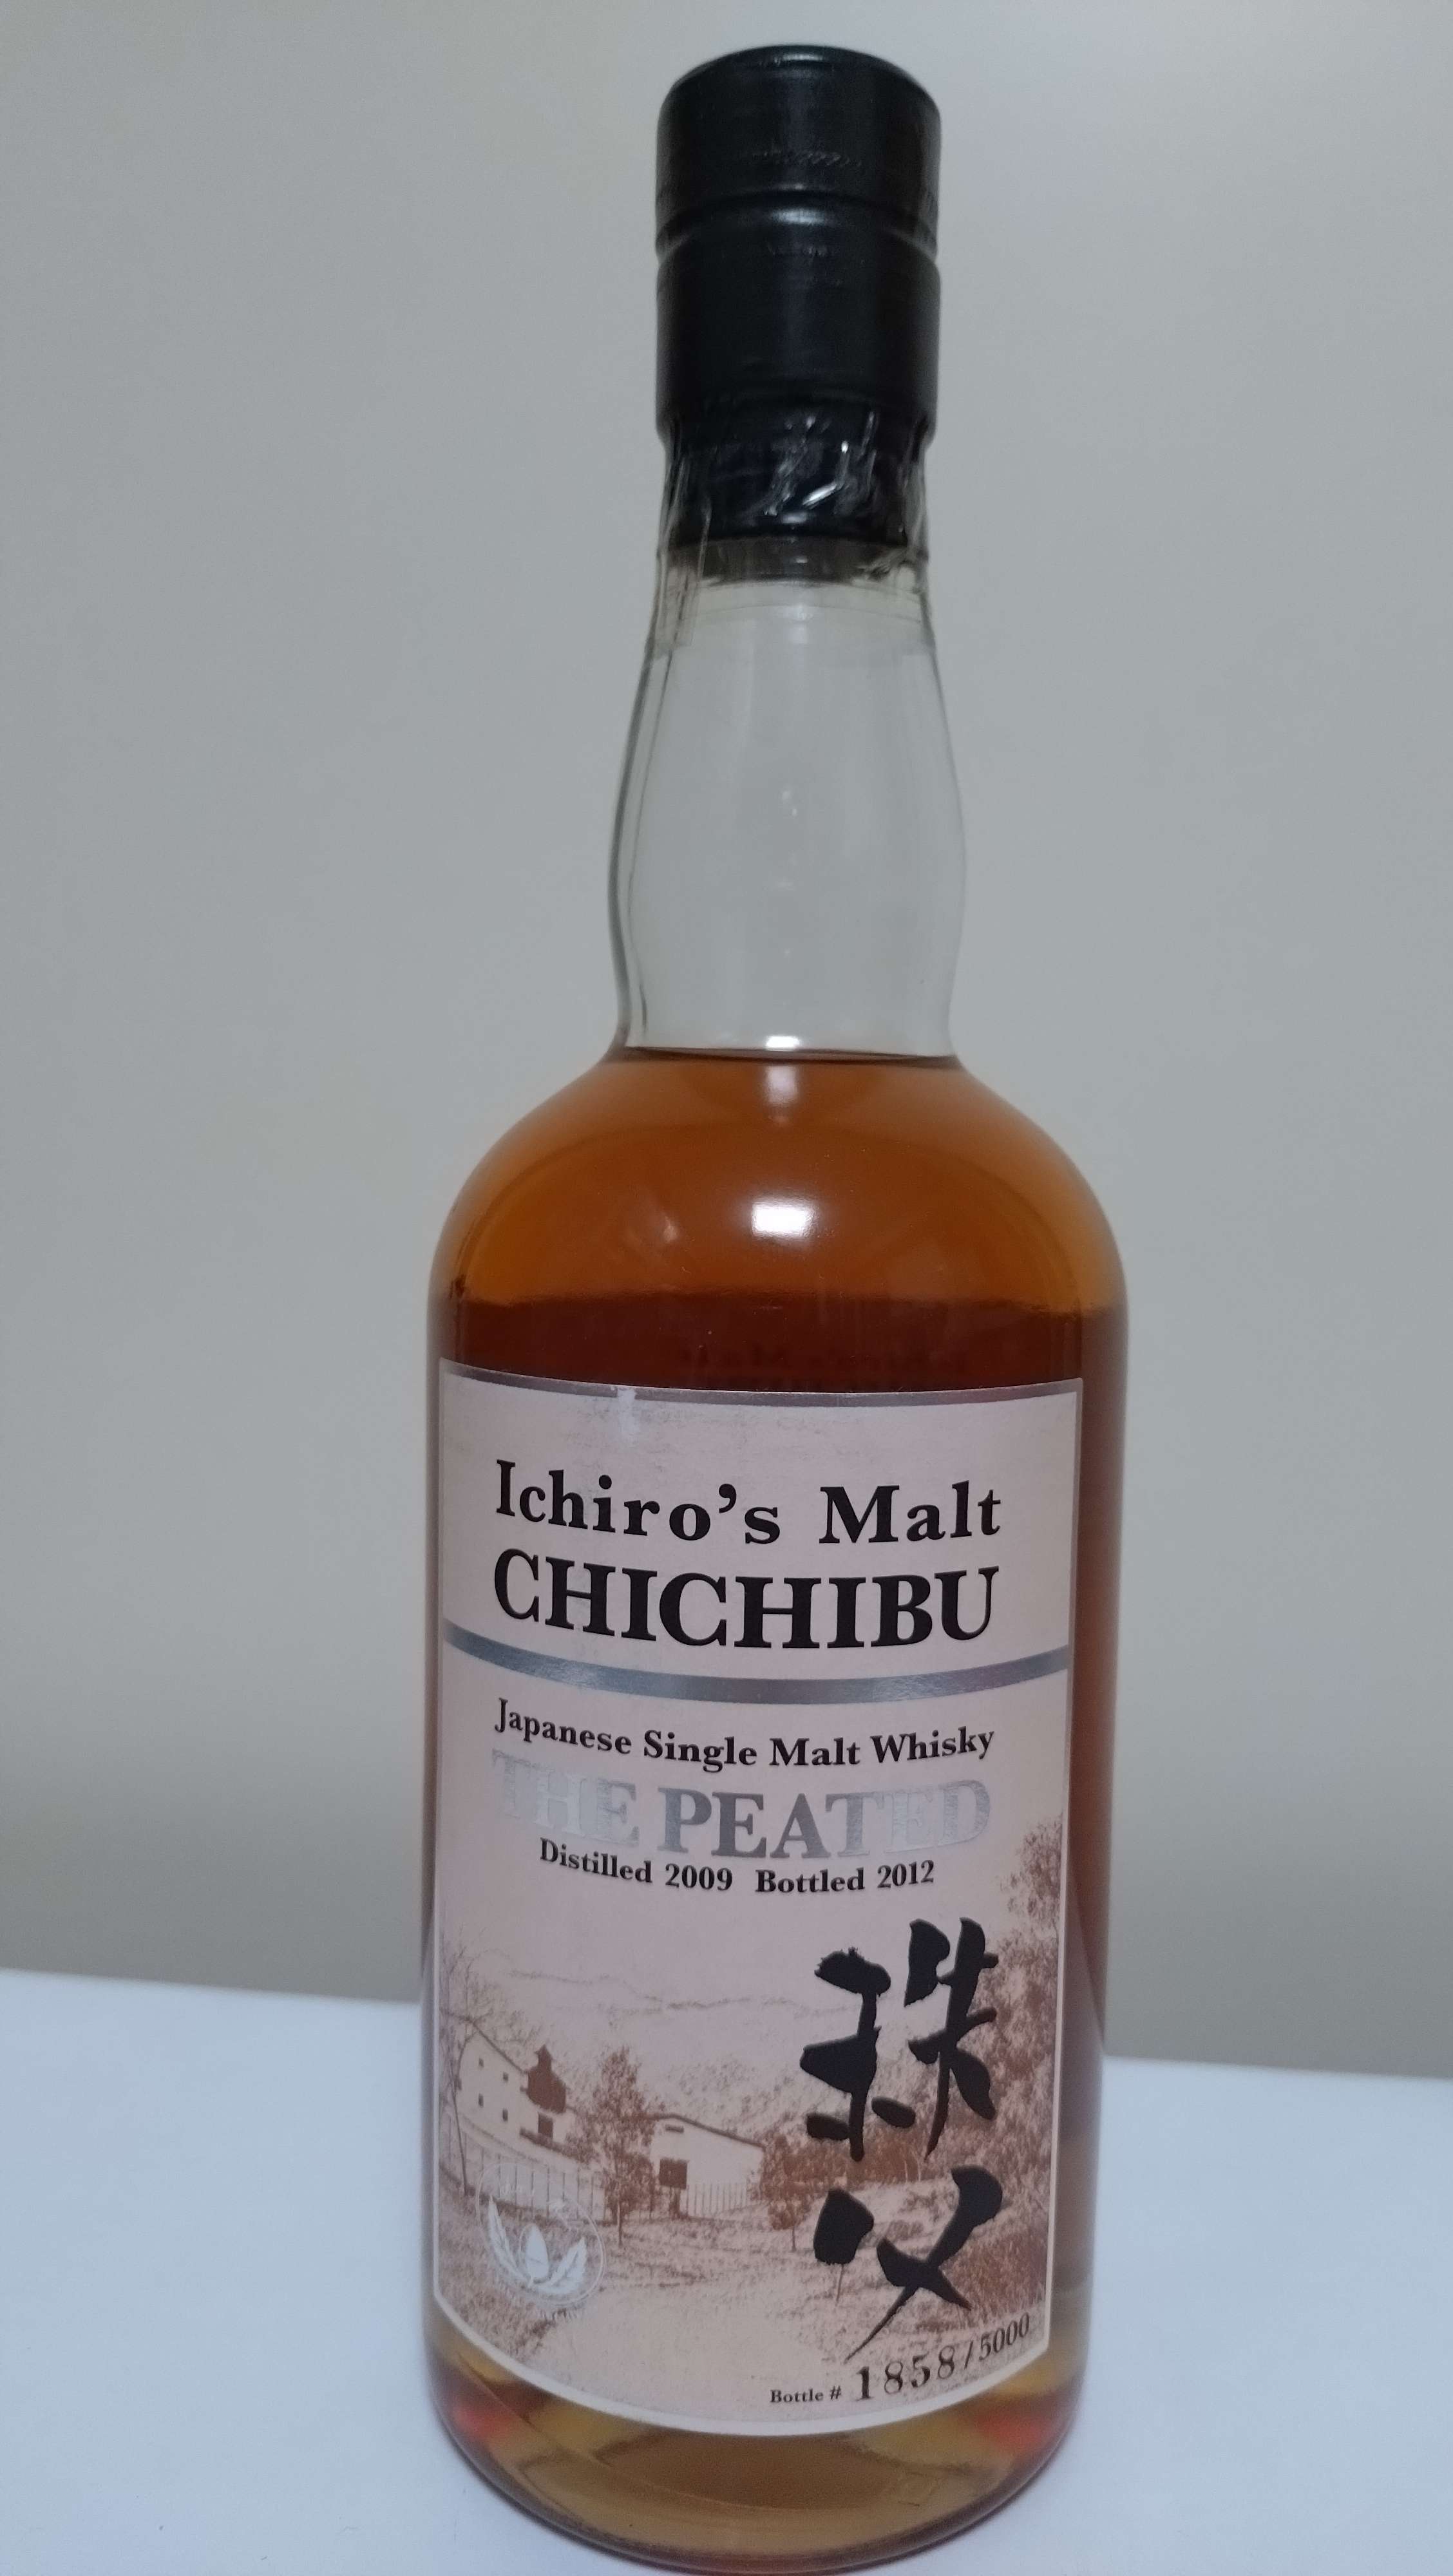 Ichiro's Malt
CHICHIBU
Japanese Single Malt Whisky
THE PEATED
Distilled 2009 Bottled 2012
秩父
Bottle # 1858/5000